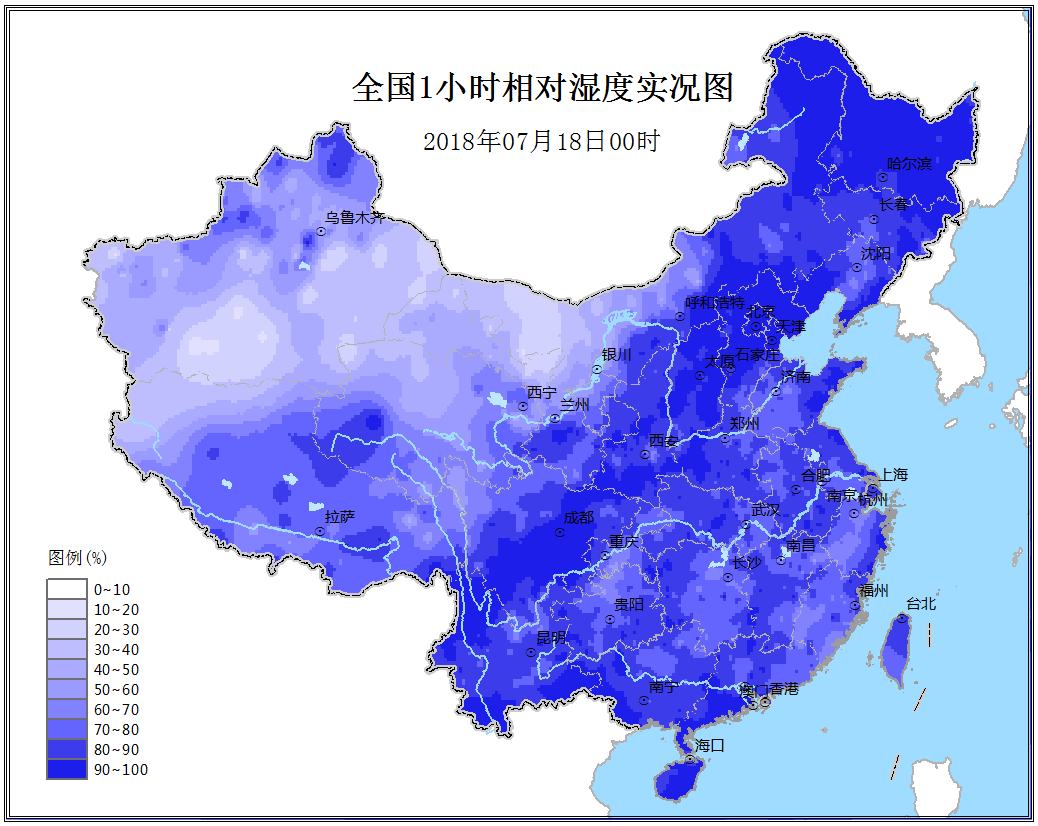 全国1小时相对湿度实况图
2018年07月18日00时
哈尔滨
长春
乌鲁木齐
沈阳
呼和浩特
北京
天津
银川
太原
石家庄
济南
西宁
兰州
郑州
西安
合肥
上海
南京
杭州
拉萨
成都
武汉
重庆
南昌
长沙
贵阳
福州
台北
昆明
南宁
澳门
香港
海口
图例(%)
0~10
10~20
20~30
30~40
40~50
50~60
60~70
70~80
80~90
90~100